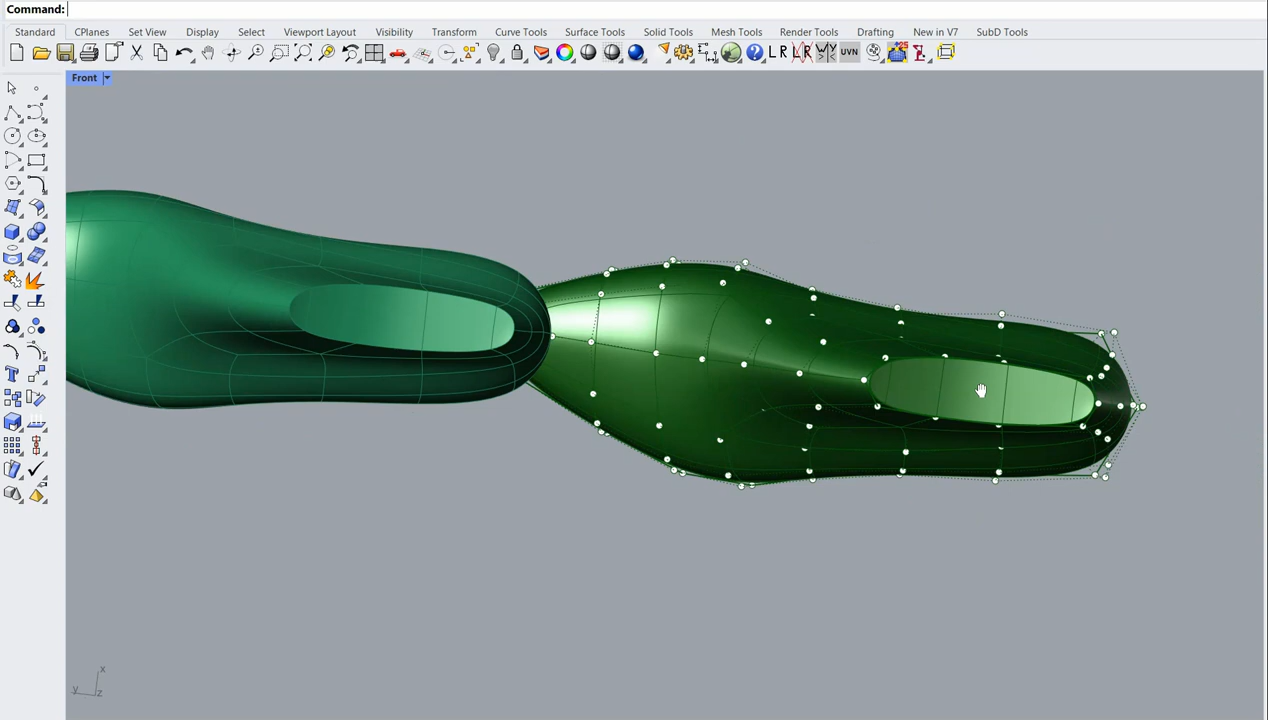 Command:
Standard CPlanes Set View Display Select Viewport Layout Visibility Transform Curve Tools Surface Tools Solid Tools Mesh Tools Render Tools Drafting New in V7 SubD Tools
L R L R UVN
Front
x
y z